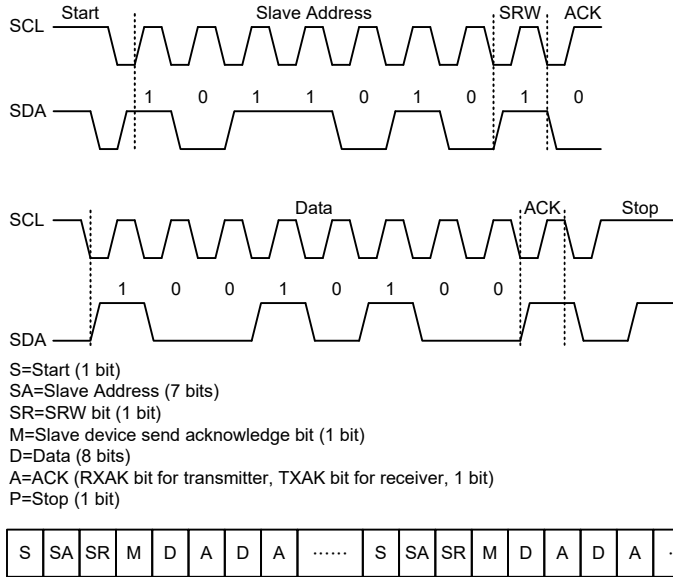 Start Slave Address SRW ACK
SCL
1 0 1 1 0 1 0 1 0
SDA
Data ACK Stop
SCL
1 0 0 1 0 1 0 0
SDA
S=Start (1 bit)
SA=Slave Address (7 bits)
SR=SRW bit (1 bit)
M=Slave device send acknowledge bit (1 bit)
D=Data (8 bits)
A=ACK (RXAK bit for transmitter, TXAK bit for receiver, 1 bit)
P=Stop (1 bit)
S SA SR M D A D A ...... S SA SR M D A D A